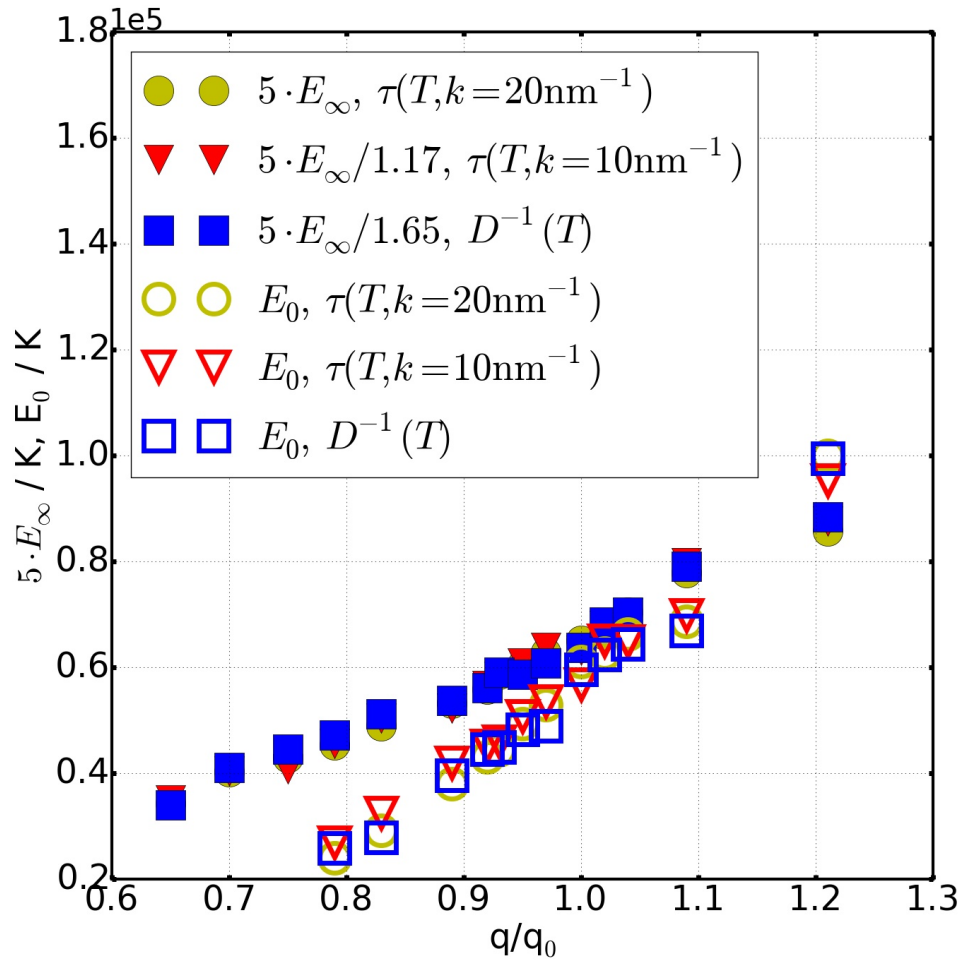 1e5
1.8
1.6
1.4
1.2
1.0
0.8
0.6
0.4
0.2
5·E∞ / K, E₀ / K
5·E∞, τ(T,k=20nm⁻¹)
5·E∞/1.17, τ(T,k=10nm⁻¹)
5·E∞/1.65, D⁻¹(T)
E₀, τ(T,k=20nm⁻¹)
E₀, τ(T,k=10nm⁻¹)
E₀, D⁻¹(T)
0.6 0.7 0.8 0.9 1.0 1.1 1.2 1.3
q/q₀